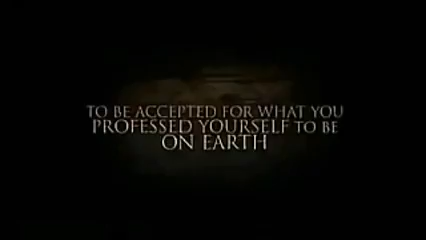 TO BE ACCEPTED FOR WHAT YOU
PROFESSED YOURSELF TO BE
ON EARTH